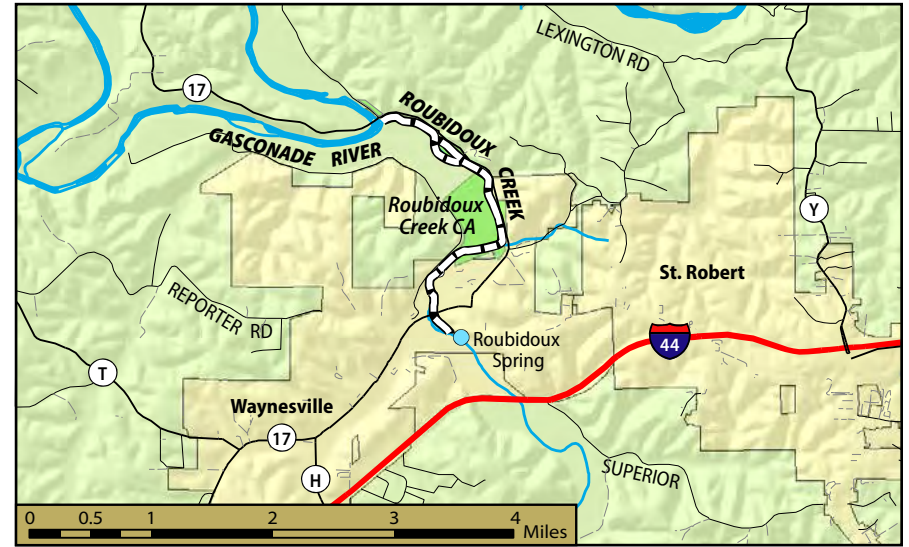 LEXINGTON RD
17
ROUBIDOUX
CREEK
GASCONADE RIVER
Roubidoux
Creek CA
Y
St. Robert
REPORTER
RD
44
Roubidoux
Spring
T
Waynesville
17
H
SUPERIOR
0 0.5 1 2 3 4 Miles